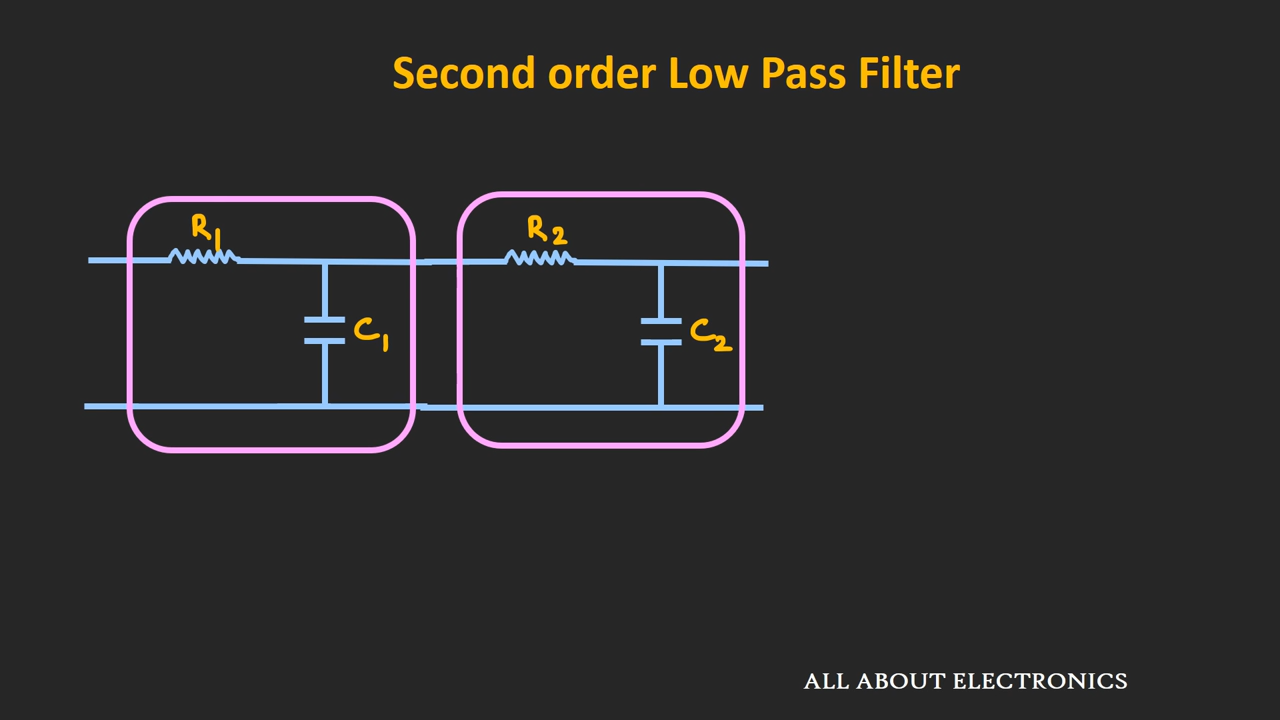 Second order Low Pass Filter
R1
R2
C1
C2
ALL ABOUT ELECTRONICS